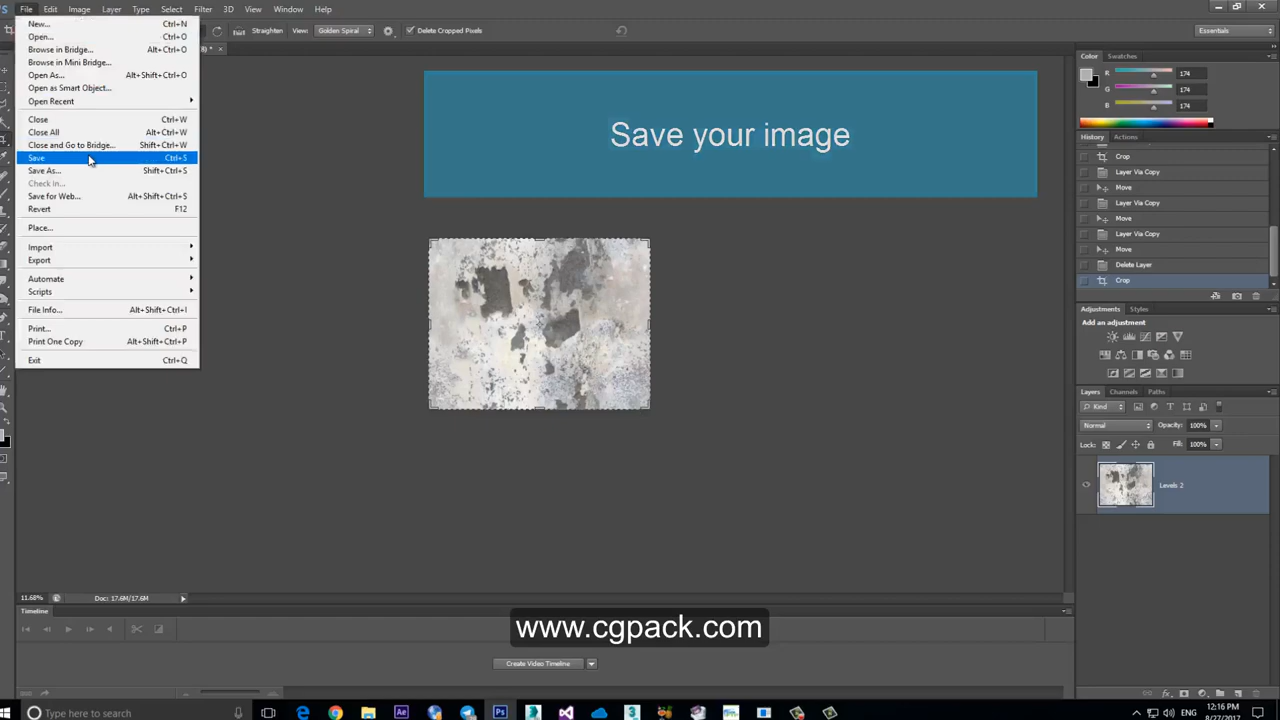 File Edit Image Layer Type Select Filter 3D View Window Help
Straighten View: Golden Spiral Delete Cropped Pixels Essentials
New... Ctrl+N
Open... Ctrl+O
Browse in Bridge... Alt+Ctrl+O
Browse in Mini Bridge...
Open As... Alt+Shift+Ctrl+O
Open as Smart Object...
Open Recent
Close Ctrl+W
Close All Alt+Ctrl+W
Close and Go to Bridge... Shift+Ctrl+W
Save Ctrl+S
Save As... Shift+Ctrl+S
Check In...
Save for Web... Alt+Shift+Ctrl+S
Revert F12
Place...
Import
Export
Automate
Scripts
File Info... Alt+Shift+Ctrl+I
Print... Ctrl+P
Print One Copy Alt+Shift+Ctrl+P
Exit Ctrl+Q
Save your image
Color Swatches
R 174
G 174
B 174
History Actions
Crop
Layer Via Copy
Move
Layer Via Copy
Move
Layer Via Copy
Move
Delete Layer
Crop
Adjustments Styles
Add an adjustment
Layers Channels Paths
Kind
Normal Opacity: 100%
Lock: Fill: 100%
Levels 2
11.68% Doc: 17.6M/17.6M
Timeline
www.cgpack.com
Create Video Timeline
Type here to search
ENG 12:16 PM
8/27/2017